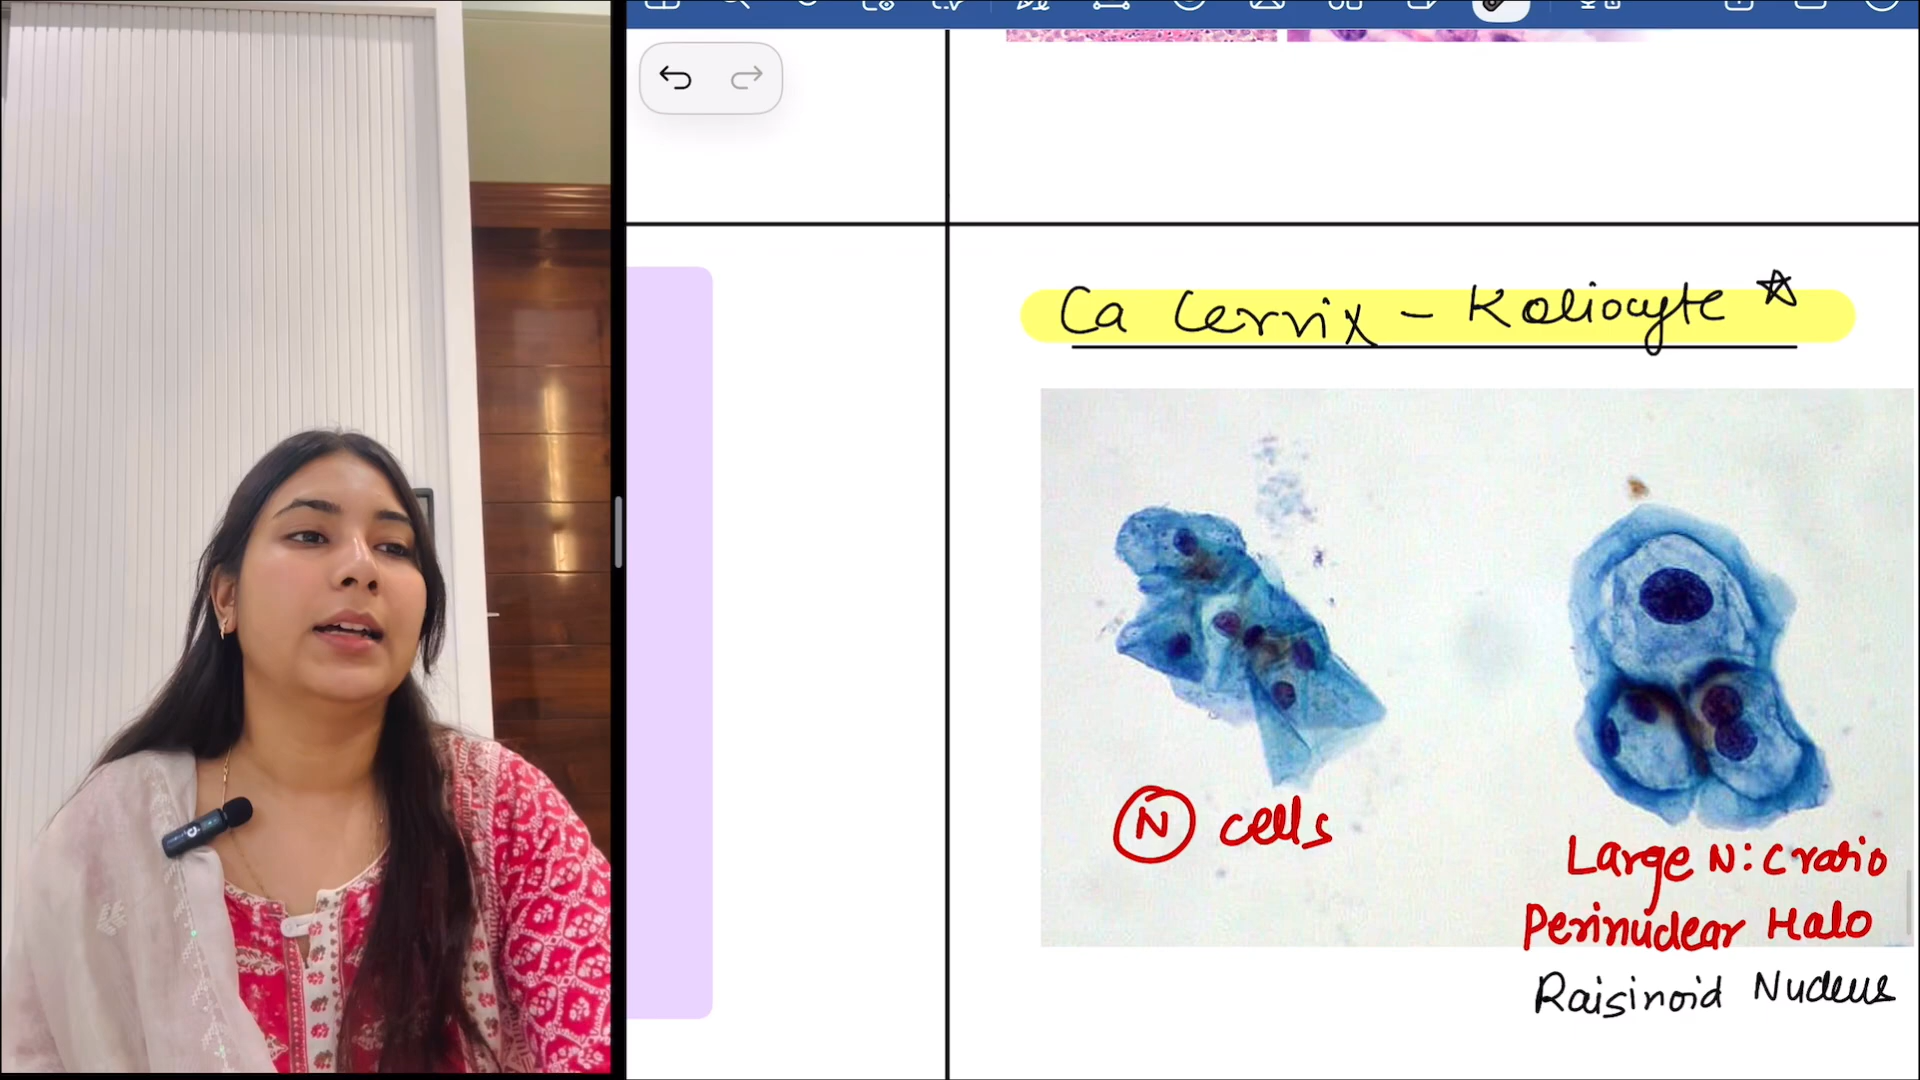 Ca Cervix - Koliocyte ☆
N cells
Large N:C ratio
Perinuclear Halo
Raisinoid Nucleus